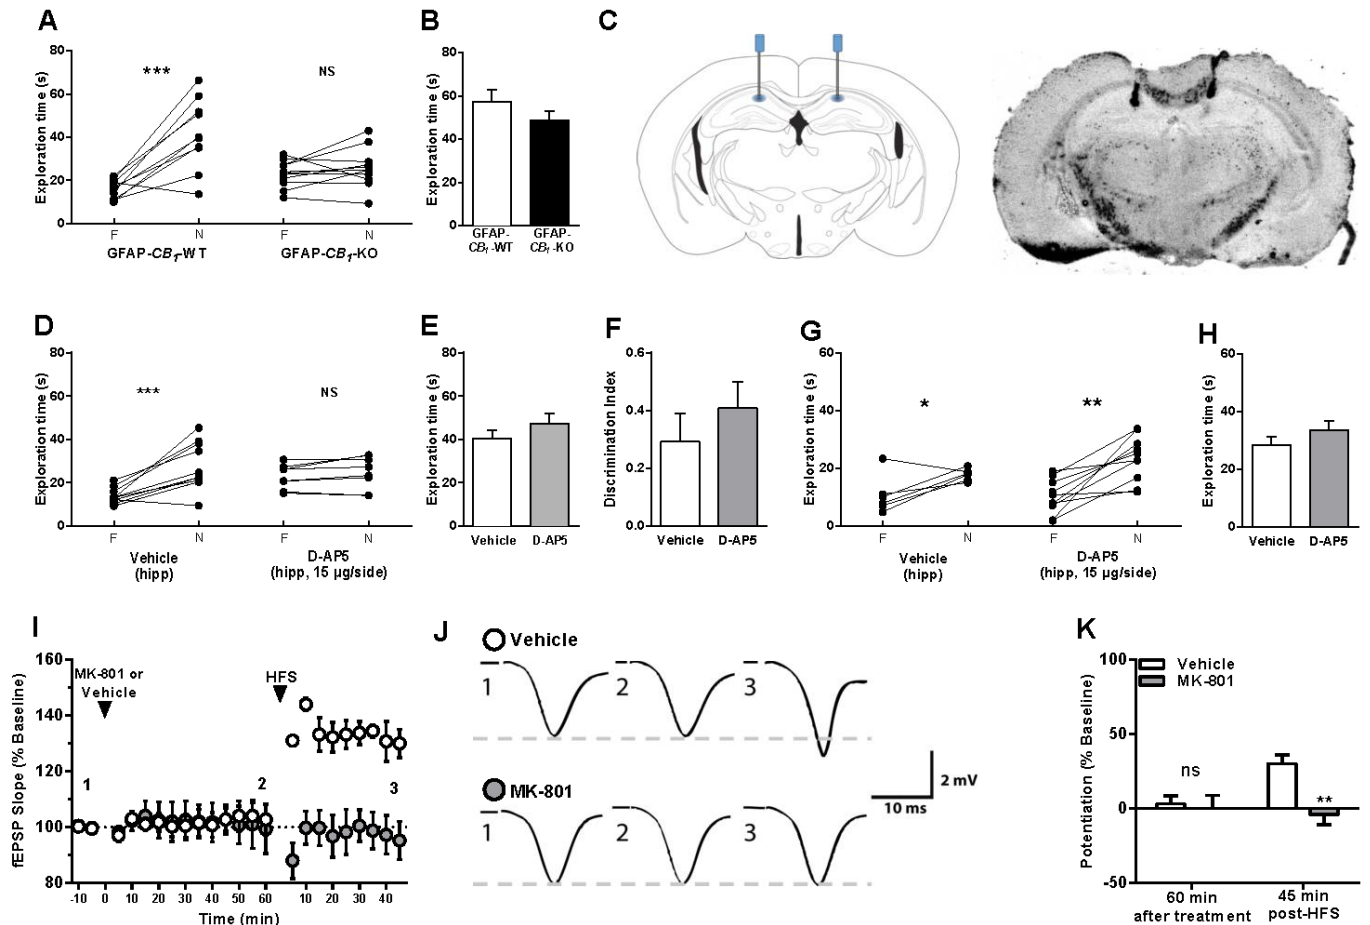 A
Exploration time (s)
80
60
40
20
0
***
NS
F
N
F
N
GFAP-CB1-WT
GFAP-CB1-KO
B
Exploration time (s)
80
60
40
20
0
GFAP-
CB1-WT
GFAP-
CB1-KO
C
D
Exploration time (s)
80
60
40
20
0
***
NS
F
N
F
N
Vehicle
(hipp)
D-AP5
(hipp, 15 µg/side)
E
Exploration time (s)
80
60
40
20
0
Vehicle
D-AP5
F
Discrimination Index
0.6
0.4
0.2
0.0
Vehicle
D-AP5
G
Exploration time (s)
60
40
20
0
*
**
F
N
F
N
Vehicle
(hipp)
D-AP5
(hipp, 15 µg/side)
H
Exploration time (s)
60
40
20
0
Vehicle
D-AP5
I
fEPSP Slope (% Baseline)
160
140
120
100
80
MK-801 or
Vehicle
HFS
1
2
3
-10 0 10 20 30 40 50 60 10 20 30 40
Time (min)
J
Vehicle
1
2
3
MK-801
1
2
3
2 mV
10 ms
K
Potentiation (% Baseline)
100
50
0
-50
Vehicle
MK-801
ns
**
60 min
after treatment
45 min
post-HFS